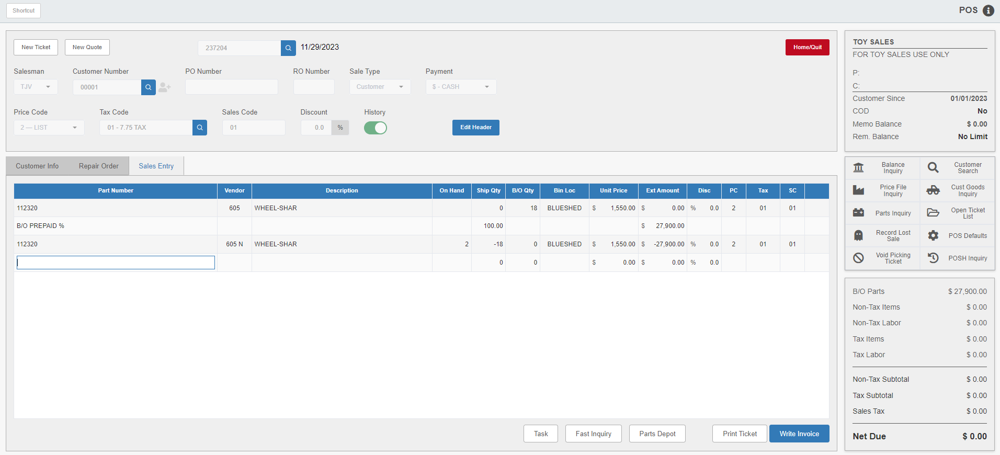 Shortcut
POS
New Ticket New Quote 237204 11/29/2023 Home/Quit
Salesman Customer Number PO Number RO Number Sale Type Payment
TJV 00001 Customer $ - CASH
Price Code Tax Code Sales Code Discount History
2 — LIST 01 - 7.75 TAX 01 0.0 % Edit Header
Customer Info Repair Order Sales Entry
Part Number Vendor Description On Hand Ship Qty B/O Qty Bin Loc Unit Price Ext Amount Disc PC Tax SC
112320 605 WHEEL-SHAR 0 18 BLUESHED $ 1,550.00 $ 0.00 % 0.0 2 01 01
B/O PREPAID % 100.00 $ 27,900.00
112320 605 N WHEEL-SHAR 2 -18 0 BLUESHED $ 1,550.00 $ -27,900.00 % 0.0 2 01 01
0 0 $ 0.00 $ 0.00 % 0.0
Task Fast Inquiry Parts Depot Print Ticket Write Invoice
TOY SALES
FOR TOY SALES USE ONLY
P:
C:
Customer Since 01/01/2023
COD No
Memo Balance $ 0.00
Rem. Balance No Limit
Balance Inquiry
Customer Search
Price File Inquiry
Cust Goods Inquiry
Parts Inquiry
Open Ticket List
Record Lost Sale
POS Defaults
Void Picking Ticket
POSH Inquiry
B/O Parts $ 27,900.00
Non-Tax Items $ 0.00
Non-Tax Labor $ 0.00
Tax Items $ 0.00
Tax Labor $ 0.00
Non-Tax Subtotal $ 0.00
Tax Subtotal $ 0.00
Sales Tax $ 0.00
Net Due $ 0.00